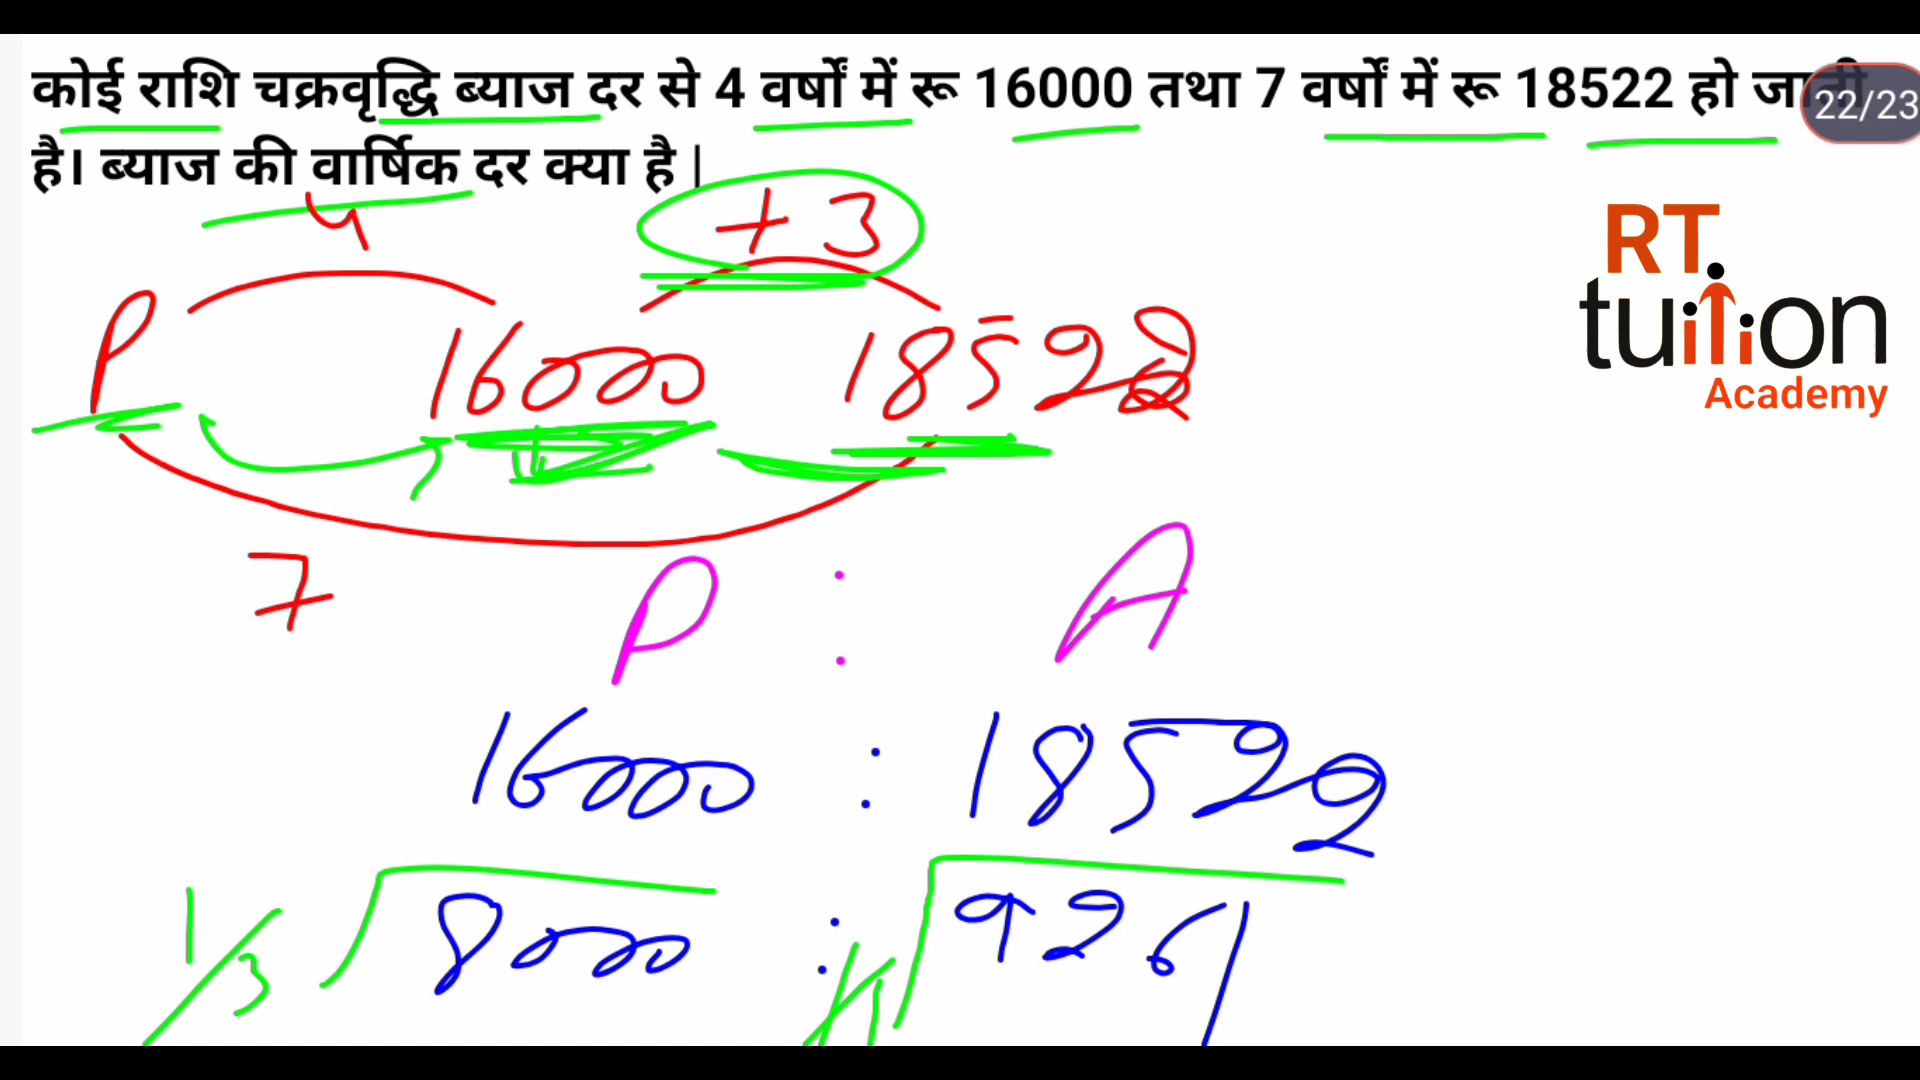 कोई राशि चक्रवृद्धि ब्याज दर से 4 वर्षों में रू 16000 तथा 7 वर्षों में रू 18522 हो जाती
22/23
है। ब्याज की वार्षिक दर क्या है |
RT
tuition
Academy
4 +3
P 16000 18522
7
P : A
16000 : 18522
1/3 8000 : 9261